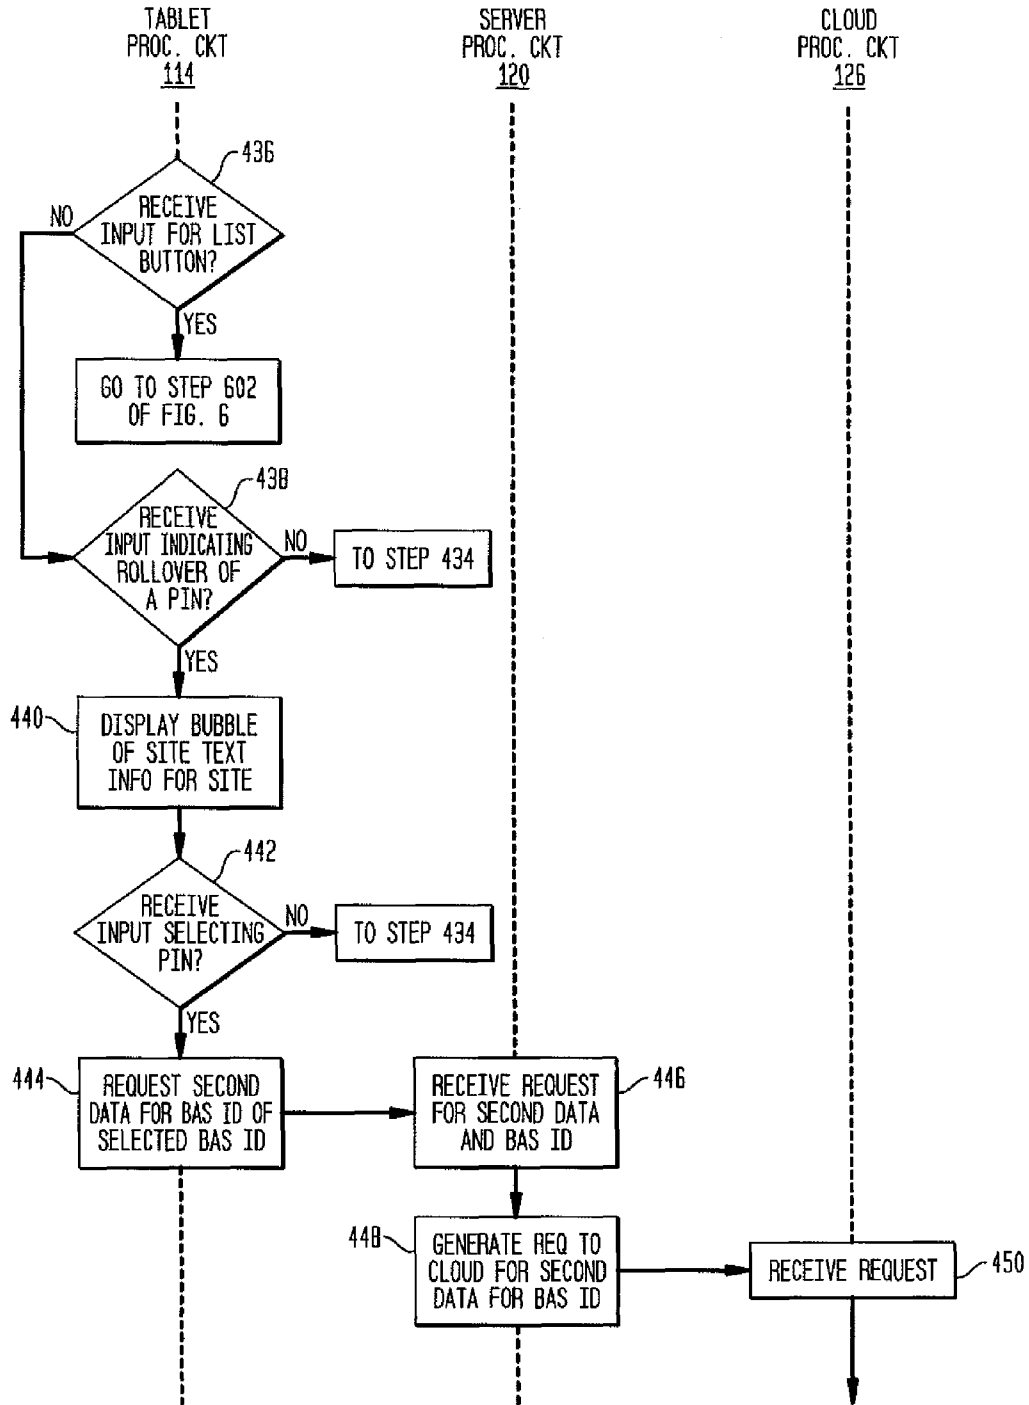 TABLET
PROC. CKT
114
SERVER
PROC. CKT
120
CLOUD
PROC. CKT
126
436
RECEIVE
INPUT FOR LIST
BUTTON?
NO
YES
GO TO STEP 602
OF FIG. 6
438
RECEIVE
INPUT INDICATING
ROLLOVER OF
A PIN?
NO
TO STEP 434
YES
440
DISPLAY BUBBLE
OF SITE TEXT
INFO FOR SITE
442
RECEIVE
INPUT SELECTING
PIN?
NO
TO STEP 434
YES
444
REQUEST SECOND
DATA FOR BAS ID OF
SELECTED BAS ID
RECEIVE REQUEST
FOR SECOND DATA
AND BAS ID
446
448
GENERATE REQ TO
CLOUD FOR SECOND
DATA FOR BAS ID
RECEIVE REQUEST
450